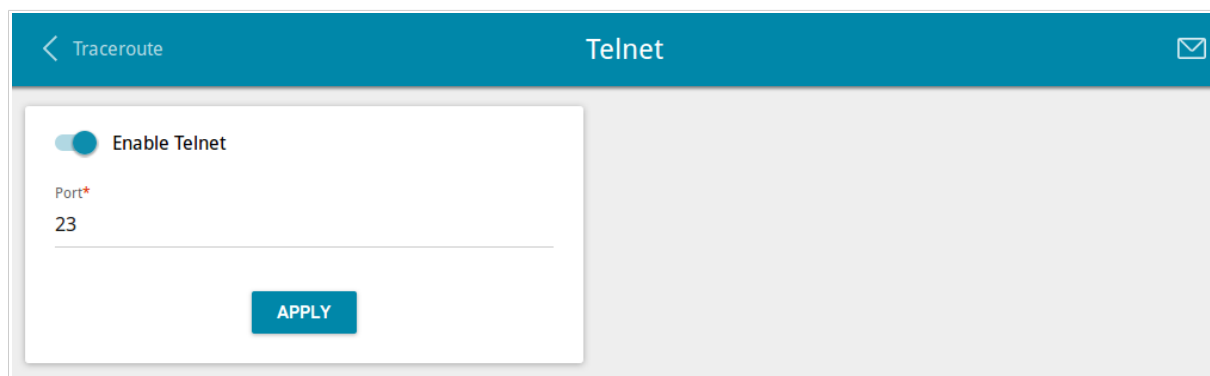 Traceroute
Telnet
Enable Telnet
Port*
23
APPLY